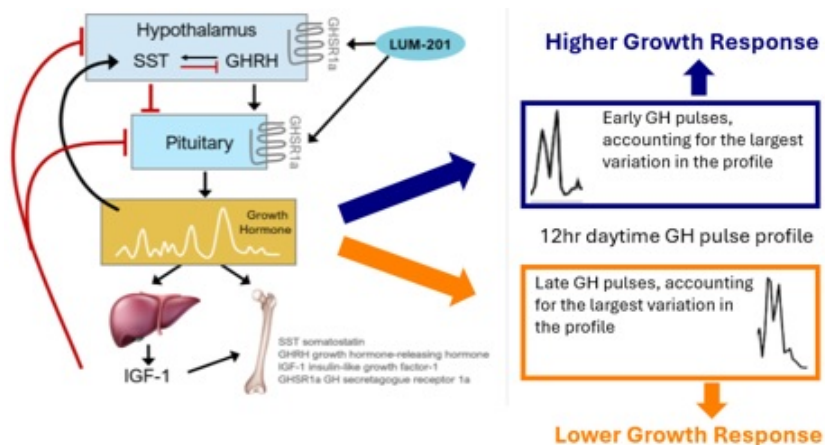 Hypothalamus
SST
GHRH
GHSR1a
LUM-201
Pituitary
GHSR1a
Growth
Hormone
IGF-1
SST somatostatin
GHRH growth hormone-releasing hormone
IGF-1 insulin-like growth factor-1
GHSR1a GH secretagogue receptor 1a
Higher Growth Response
Early GH pulses,
accounting for the largest
variation in the profile
12hr daytime GH pulse profile
Late GH pulses, accounting
for the largest variation in
the profile
Lower Growth Response